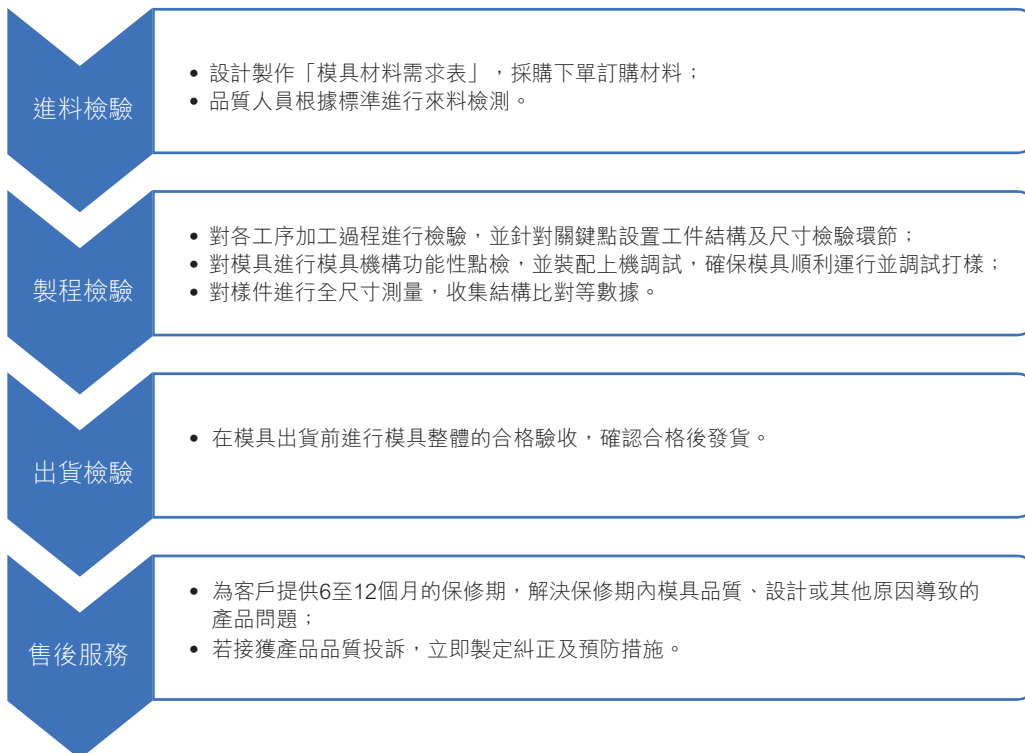 進料檢驗
• 設計製作「模具材料需求表」，採購下單訂購材料；
• 品質人員根據標準進行來料檢測。
製程檢驗
• 對各工序加工過程進行檢驗，並針對關鍵點設置工件結構及尺寸檢驗環節；
• 對模具進行模具機構功能性點檢，並裝配上機調試，確保模具順利運行並調試打樣；
• 對樣件進行全尺寸測量，收集結構比對等數據。
出貨檢驗
• 在模具出貨前進行模具整體的合格驗收，確認合格後發貨。
售後服務
• 為客戶提供6至12個月的保修期，解決保修期內模具品質、設計或其他原因導致的
產品問題；
• 若接獲產品品質投訴，立即製定糾正及預防措施。